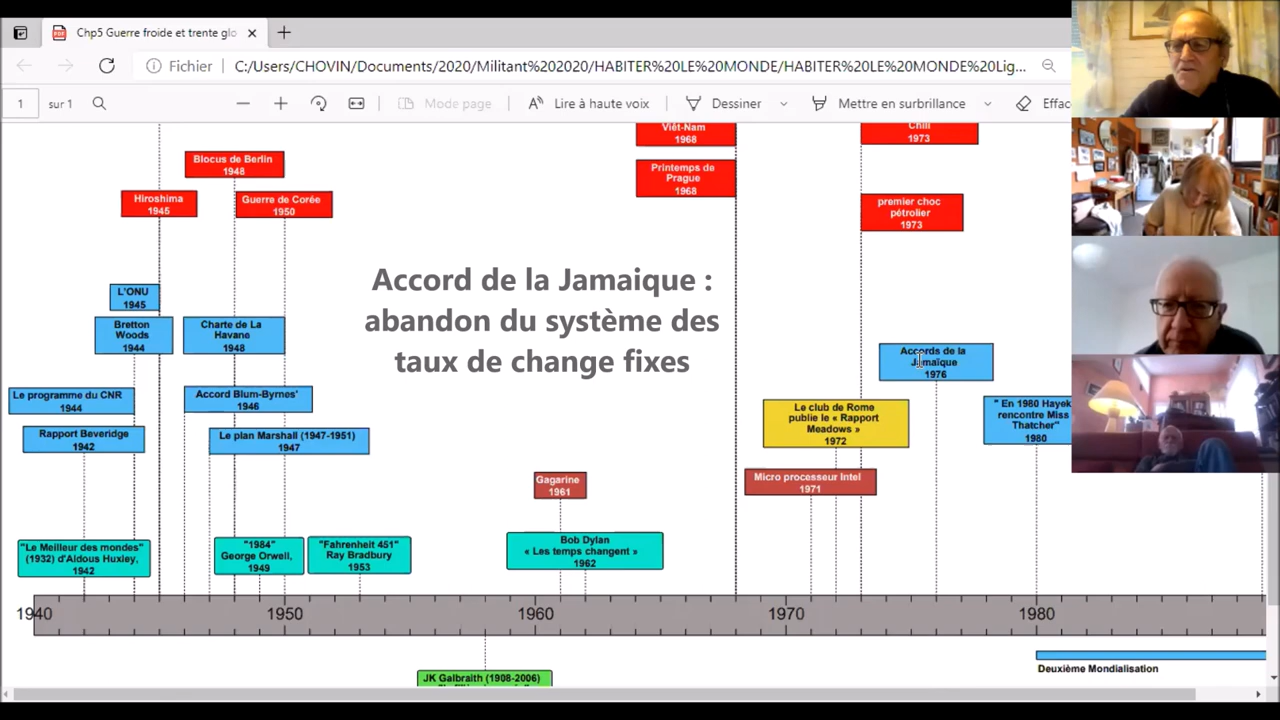 Chp5 Guerre froide et trente glo
Fichier
C:/Users/CHOVIN/Documents/2020/Militant%202020/HABITER%20LE%20MONDE/HABITER%20LE%20MONDE%20Lig...
1
sur 1
Mode page
Lire à haute voix
Dessiner
Mettre en surbrillance
Effac
Viêt-Nam
1968
Chili
1973
Blocus de Berlin
1948
Printemps de
Prague
1968
Hiroshima
1945
Guerre de Corée
1950
premier choc
pétrolier
1973
Accord de la Jamaique :
abandon du système des
taux de change fixes
L'ONU
1945
Bretton
Woods
1944
Charte de La
Havane
1948
Accords de la
Jamaïque
1976
Le programme du CNR
1944
Accord Blum-Byrnes'
1946
Le club de Rome
publie le « Rapport
Meadows »
1972
" En 1980 Hayek
rencontre Miss
Thatcher"
1980
Rapport Beveridge
1942
Le plan Marshall (1947-1951)
1947
Gagarine
1961
Micro processeur Intel
1971
"Le Meilleur des mondes"
(1932) d'Aldous Huxley,
1942
"1984"
George Orwell,
1949
"Fahrenheit 451"
Ray Bradbury
1953
Bob Dylan
« Les temps changent »
1962
1940
1950
1960
1970
1980
Deuxième Mondialisation
JK Galbraith (1908-2006)